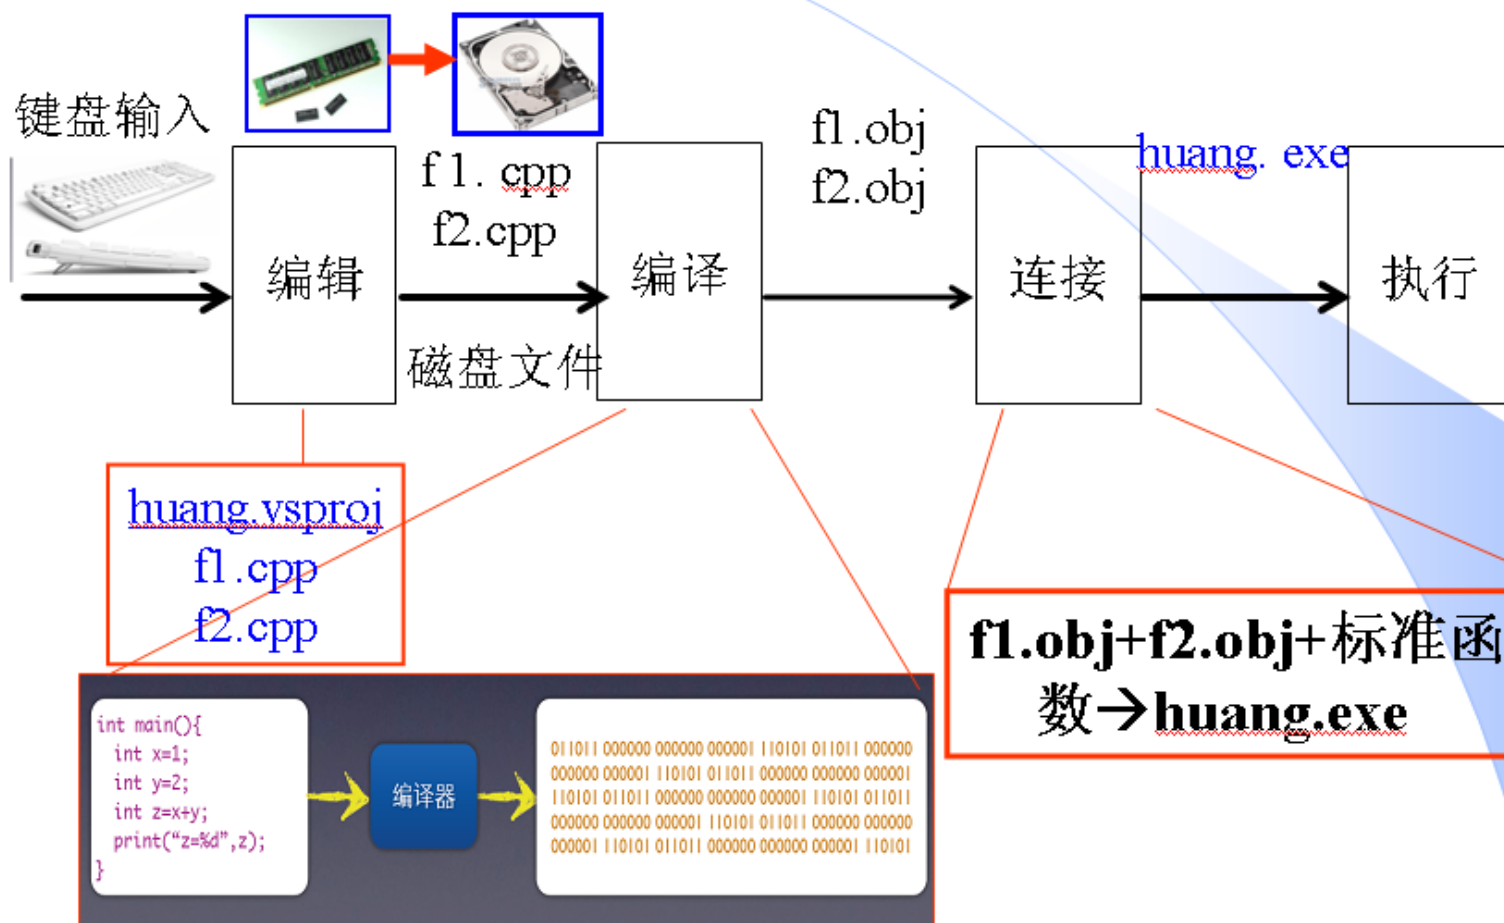 键盘输入
f1. cpp
f2.cpp
f1.obj
f2.obj
huang. exe
编辑
编译
连接
执行
磁盘文件
huang.vsproj
f1.cpp
f2.cpp
f1.obj+f2.obj+标准函
数→huang.exe
int main(){
int x=1;
int y=2;
int z=x+y;
print(“z=%d”,z);
}
编译器
011011 000000 000000 000001 110101 011011 000000
000000 000001 110101 011011 000000 000000 000001
110101 011011 000000 000000 000001 110101 011011
000000 000000 000001 110101 011011 000000 000000
000001 110101 011011 000000 000000 000001 110101